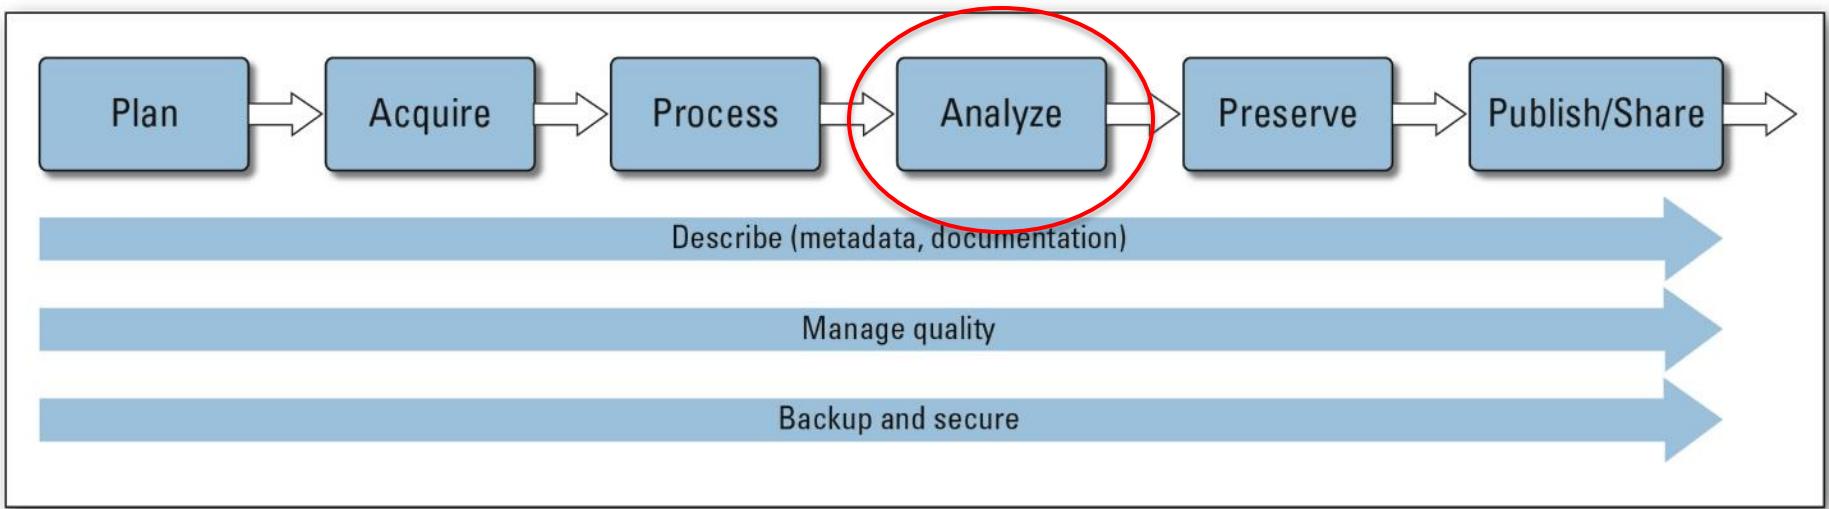 Plan
Acquire
Process
Analyze
Preserve
Publish/Share
Describe (metadata, documentation)
Manage quality
Backup and secure